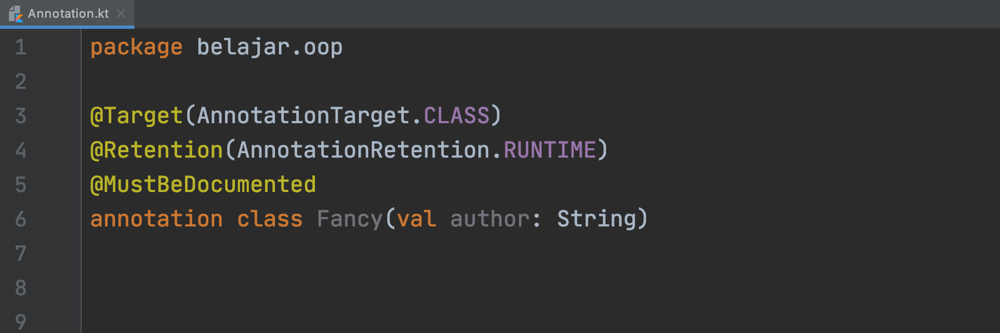 Annotation.kt
1 package belajar.oop
2
3 @Target(AnnotationTarget.CLASS)
4 @Retention(AnnotationRetention.RUNTIME)
5 @MustBeDocumented
6 annotation class Fancy(val author: String)
7
8
9